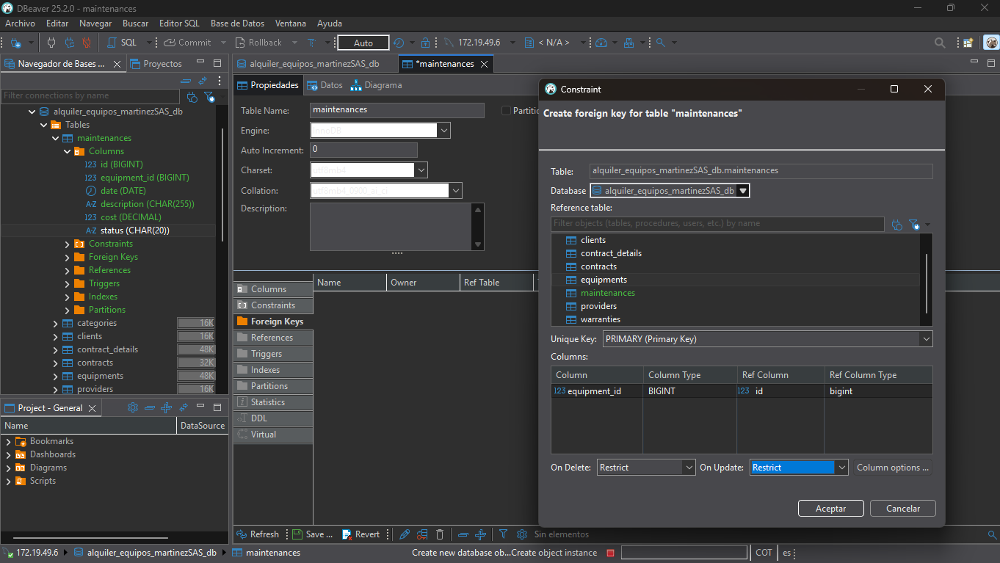 DBeaver 25.2.0 - maintenances
Archivo Editar Navegar Buscar Editor SQL Base de Datos Ventana Ayuda
SQL Commit Rollback T Auto 172.19.49.6 < N/A >
Navegador de Bases ... Proyectos
Filter connections by name
alquiler_equipos_martinezSAS_db
Tables
maintenances
Columns
123 id (BIGINT)
123 equipment_id (BIGINT)
date (DATE)
A-Z description (CHAR(255))
123 cost (DECIMAL)
A-Z status (CHAR(20))
Constraints
Foreign Keys
References
Triggers
Indexes
Partitions
categories 16K
clients 16K
contract_details 48K
contracts 32K
equipments 48K
providers 16K
Project - General
Name DataSource
Bookmarks
Dashboards
Diagrams
Scripts
alquiler_equipos_martinezSAS_db *maintenances
Propiedades Datos Diagrama
Table Name: maintenances
Engine: InnoDB
Auto Increment: 0
Charset: utf8mb4
Collation: utf8mb4_0900_ai_ci
Description:
Columns
Constraints
Foreign Keys
References
Triggers
Indexes
Partitions
Statistics
DDL
Virtual
Name Owner Ref Table
Refresh Save ... Revert Sin elementos
Constraint
Create foreign key for table "maintenances"
Table: alquiler_equipos_martinezSAS_db.maintenances
Database alquiler_equipos_martinezSAS_db
Reference table:
Filter objects (tables, procedures, users, etc.) by name
clients
contract_details
contracts
equipments
maintenances
providers
warranties
Unique Key: PRIMARY (Primary Key)
Columns:
Column Column Type Ref Column Ref Column Type
123 equipment_id BIGINT 123 id bigint
On Delete: Restrict On Update: Restrict Column options ...
Aceptar Cancelar
172.19.49.6 alquiler_equipos_martinezSAS_db maintenances Create new database ob...Create object instance COT es